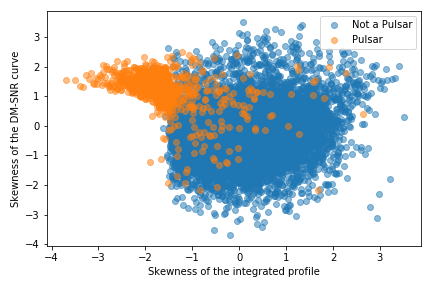 Skewness of the DM-SNR curve
3
2
1
0
−1
−2
−3
−4
Not a Pulsar
Pulsar
−4 −3 −2 −1 0 1 2 3
Skewness of the integrated profile